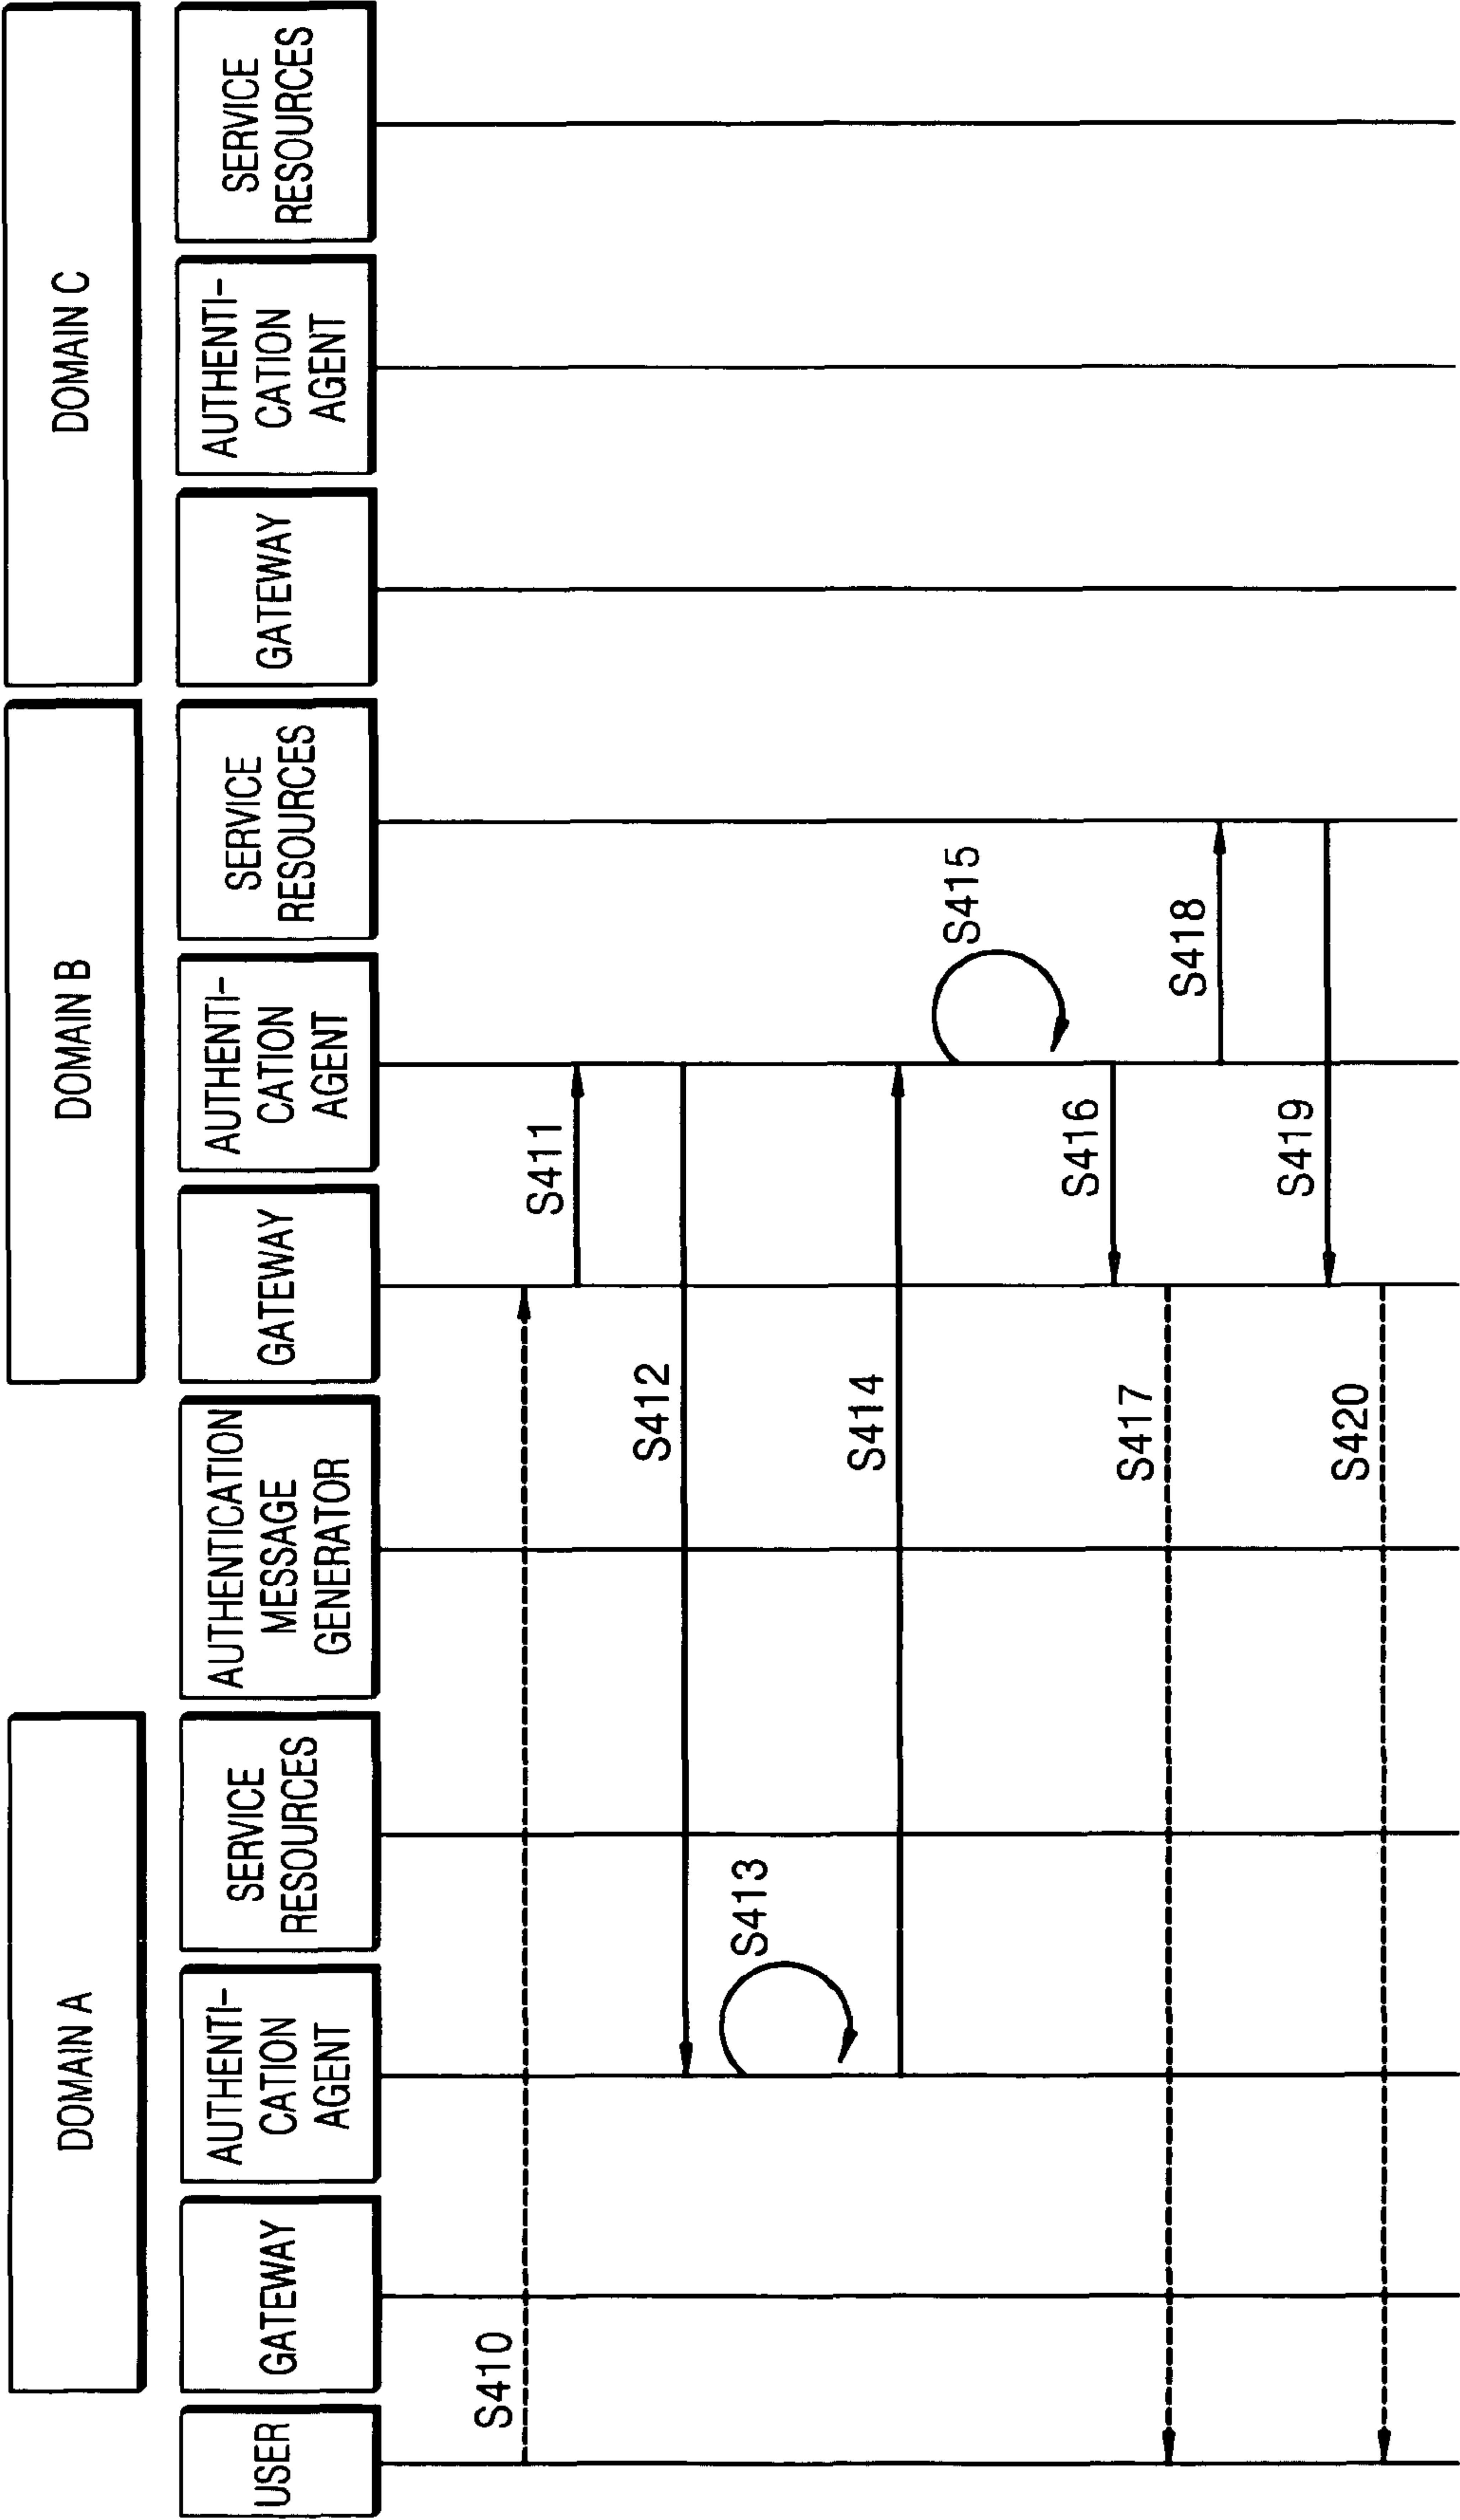 DOMAIN A
DOMAIN B
DOMAIN C
USER
GATEWAY
AUTHENTI-
CATION
AGENT
SERVICE
RESOURCES
AUTHENTICATION
MESSAGE
GENERATOR
GATEWAY
AUTHENTI-
CATION
AGENT
SERVICE
RESOURCES
GATEWAY
AUTHENTI-
CATION
AGENT
SERVICE
RESOURCES
S410
S411
S412
S413
S414
S415
S416
S417
S418
S419
S420